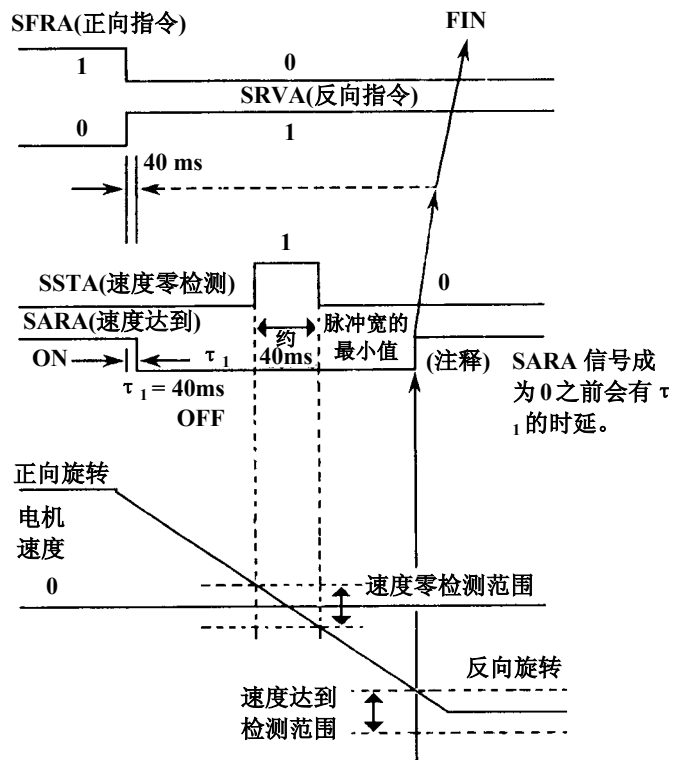 SFRA(正向指令)
FIN
1
0
SRVA(反向指令)
0
1
40 ms
1
SSTA(速度零检测)
0
SARA(速度达到)
约
40ms
脉冲宽的
最小值
ON
τ 1
(注释)
SARA 信号成
为 0 之前会有 τ
1 的时延。
τ 1 = 40ms
OFF
正向旋转
电机
速度
0
速度零检测范围
反向旋转
速度达到
检测范围